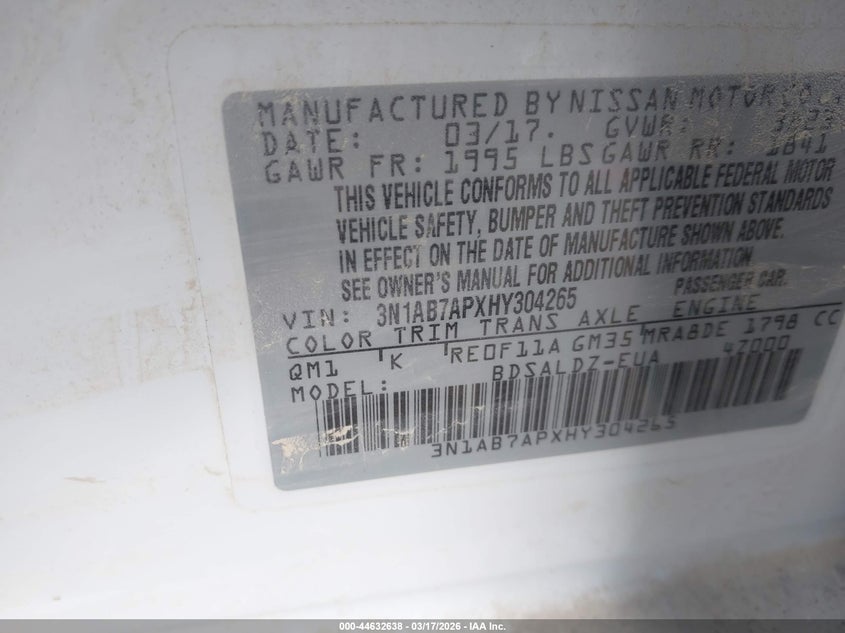 MANUFACTURED BY NISSAN MOTOR CO.,
DATE: 03/17. GVWR:
GAWR FR: 1995 LBS GAWR RR: 1841
THIS VEHICLE CONFORMS TO ALL APPLICABLE FEDERAL MOTOR
VEHICLE SAFETY, BUMPER AND THEFT PREVENTION STANDARDS
IN EFFECT ON THE DATE OF MANUFACTURE SHOWN ABOVE.
SEE OWNER'S MANUAL FOR ADDITIONAL INFORMATION.
VIN: 3N1AB7APXHY304265 PASSENGER CAR.
COLOR TRIM TRANS AXLE ENGINE
QM1 K RE0F11A GM35 MRA8DE 1798 CC
MODEL: BDSALDZ-EUA 47000
3N1AB7APXHY304265
000-44632638 - 03/17/2026 - IAA Inc.